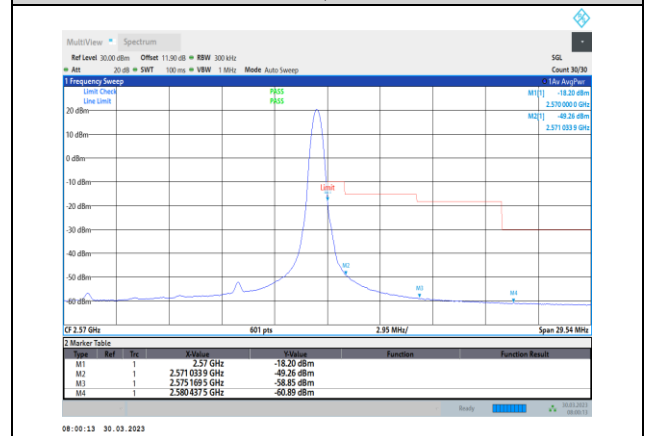 MultiView Spectrum
Ref Level 30.00 dBm Offset 11.90 dB RBW 300 kHz SGL
Att 20 dB SWT 100 ms VBW 1 MHz Mode Auto Sweep Count 30/30
1 Frequency Sweep 1Av AvgPwr
Limit Check PASS M1[1] -18.20 dBm
Line Limit PASS 2.570 000 0 GHz
M2[1] -49.26 dBm
2.571 033 9 GHz
20 dBm
10 dBm
0 dBm
-10 dBm
Limit
-20 dBm
-30 dBm
-40 dBm
M2
-50 dBm
M3
M4
-60 dBm
CF 2.57 GHz 601 pts 2.95 MHz/ Span 29.54 MHz
2 Marker Table
Type Ref Trc X-Value Y-Value Function Function Result
M1 1 2.57 GHz -18.20 dBm
M2 1 2.571 033 9 GHz -49.26 dBm
M3 1 2.575 169 5 GHz -58.85 dBm
M4 1 2.580 437 5 GHz -60.89 dBm
Ready 30.03.2023
08:00:13
08:00:13 30.03.2023